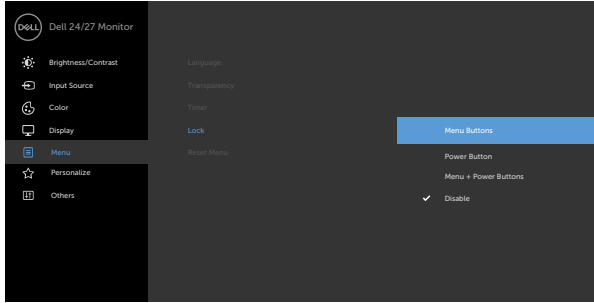 DELL Dell 24/27 Monitor
Brightness/Contrast
Input Source
Color
Display
Menu
Personalize
Others
Language
Transparency
Timer
Lock
Reset Menu
Menu Buttons
Power Button
Menu + Power Buttons
Disable